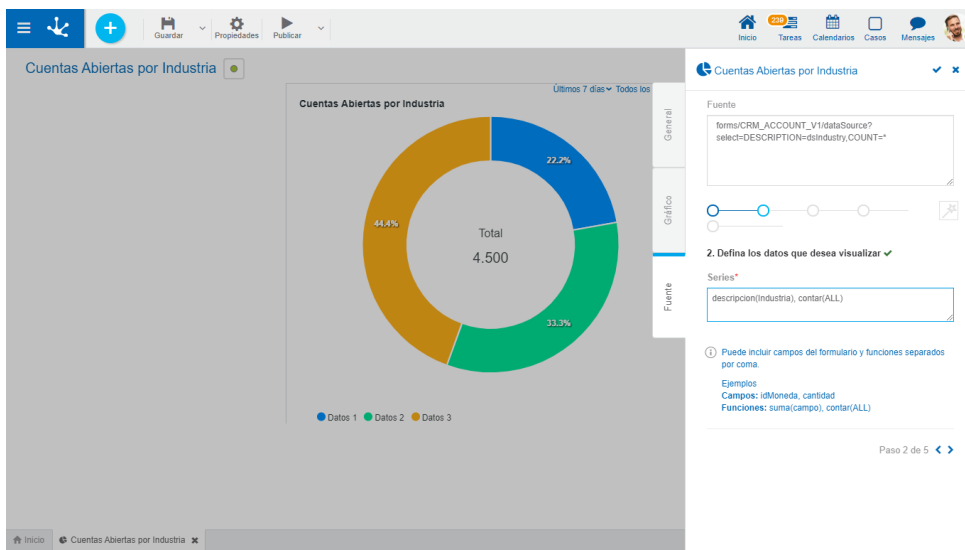 Guardar
Propiedades
Publicar
Inicio
239
Tareas
Calendarios
Casos
Mensajes
Cuentas Abiertas por Industria
Últimos 7 días Todos los
Cuentas Abiertas por Industria
22.2%
44.4%
33.3%
Total
4.500
Datos 1 Datos 2 Datos 3
General
Gráfico
Fuente
Cuentas Abiertas por Industria
Fuente
forms/CRM_ACCOUNT_V1/dataSource?
select=DESCRIPTION=dsIndustry,COUNT=*
2. Defina los datos que desea visualizar
Series*
descripcion(Industria), contar(ALL)
Puede incluir campos del formulario y funciones separados
por coma.
Ejemplos
Campos: idMoneda, cantidad
Funciones: suma(campo), contar(ALL)
Paso 2 de 5
Inicio
Cuentas Abiertas por Industria